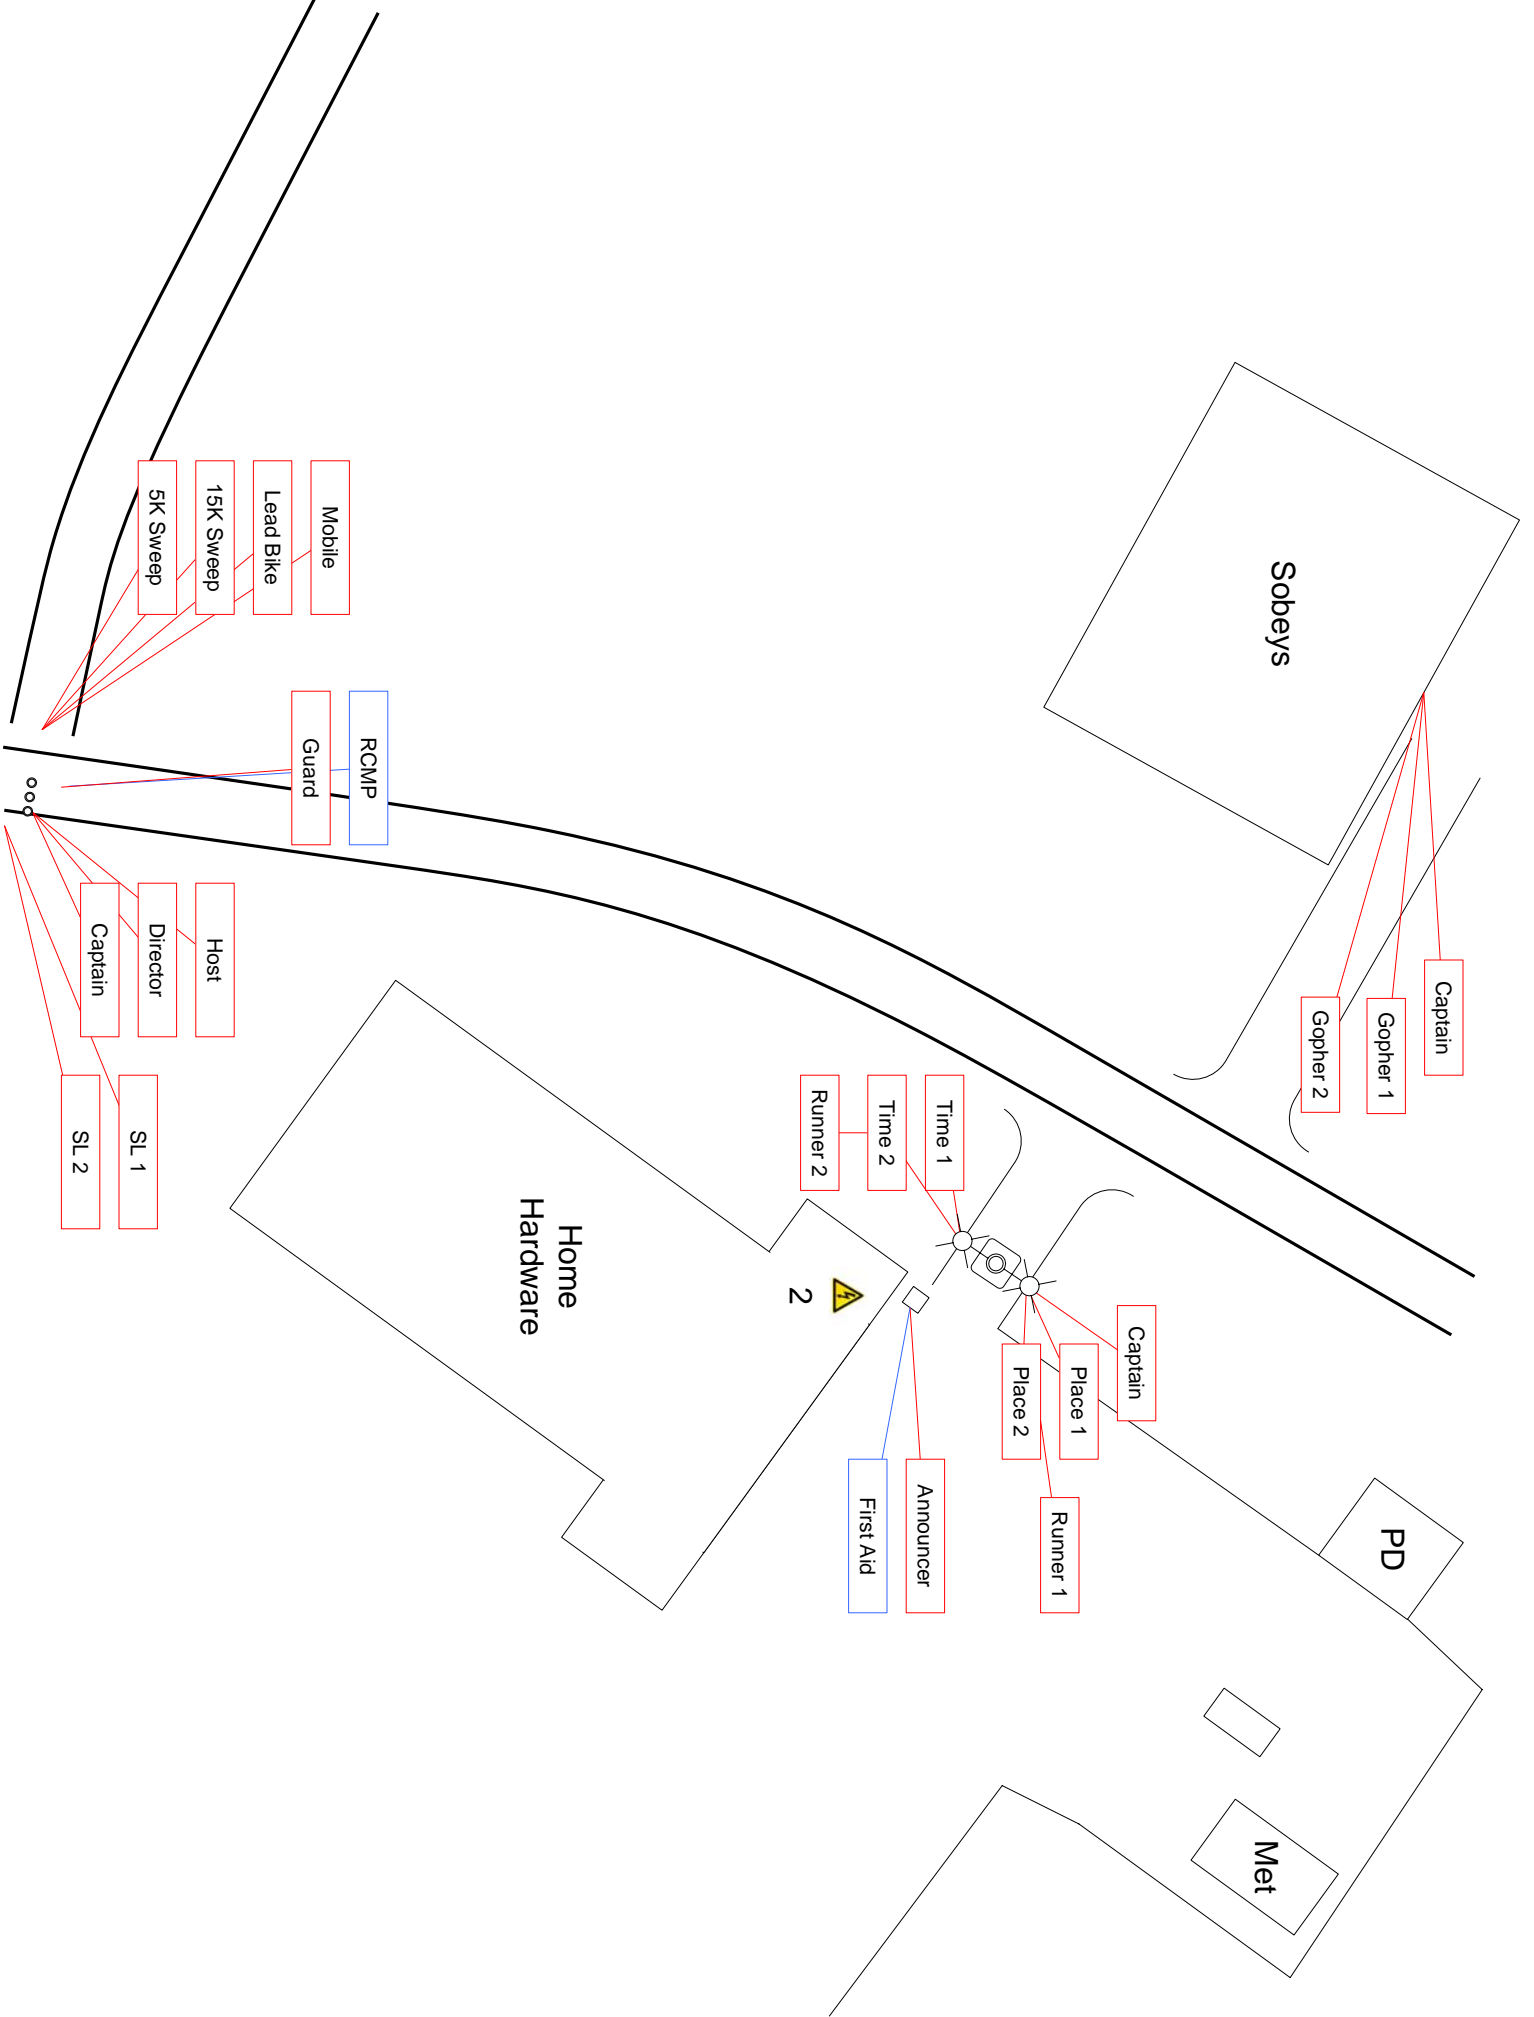 Captain
Gopher 1
Gopher 2
Sobeys
Mobile
Lead Bike
15K Sweep
5K Sweep
RCMP
Guard
Host
Director
Captain
SL 1
SL 2
Time 1
Time 2
Runner 2
Captain
Place 1
Place 2
Runner 1
Announcer
First Aid
Home
Hardware
2
PD
Met